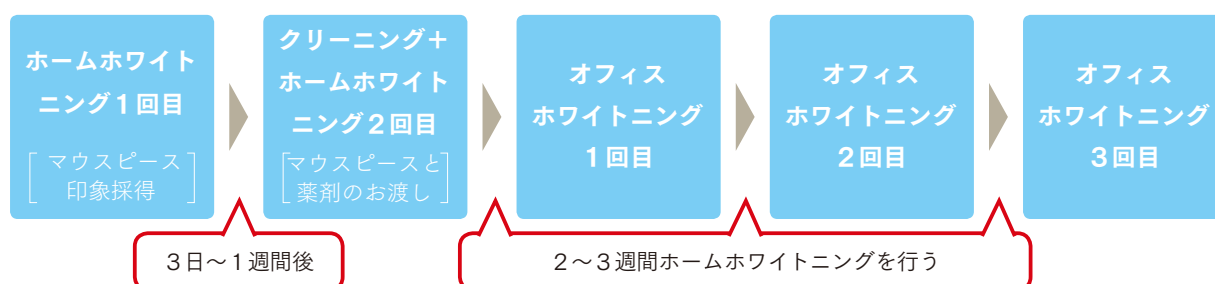 ホームホワイト
ニング１回目
マウスピース
印象採得
クリーニング＋
ホームホワイト
ニング２回目
マウスピースと
薬剤のお渡し
オフィス
ホワイトニング
１回目
オフィス
ホワイトニング
２回目
オフィス
ホワイトニング
３回目
３日〜１週間後
２〜３週間ホームホワイトニングを行う